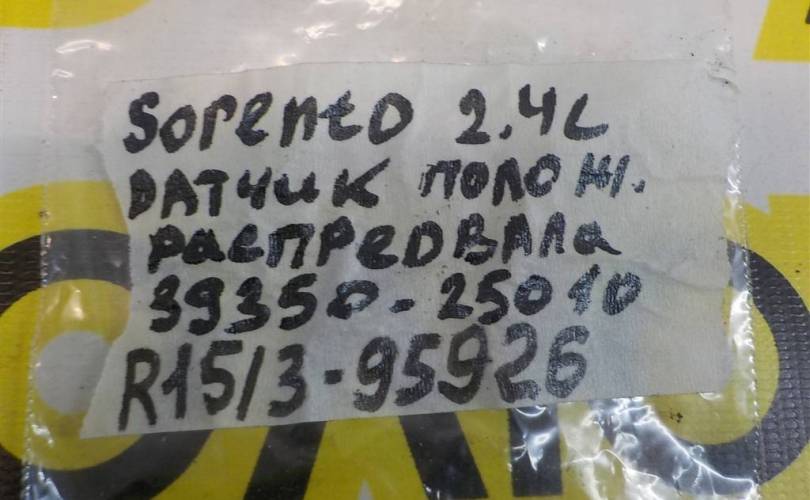 Sorento 2.4L
ДАТЧИК ПОЛОЖ.
распредвала
39350-25010
R15/3-95926